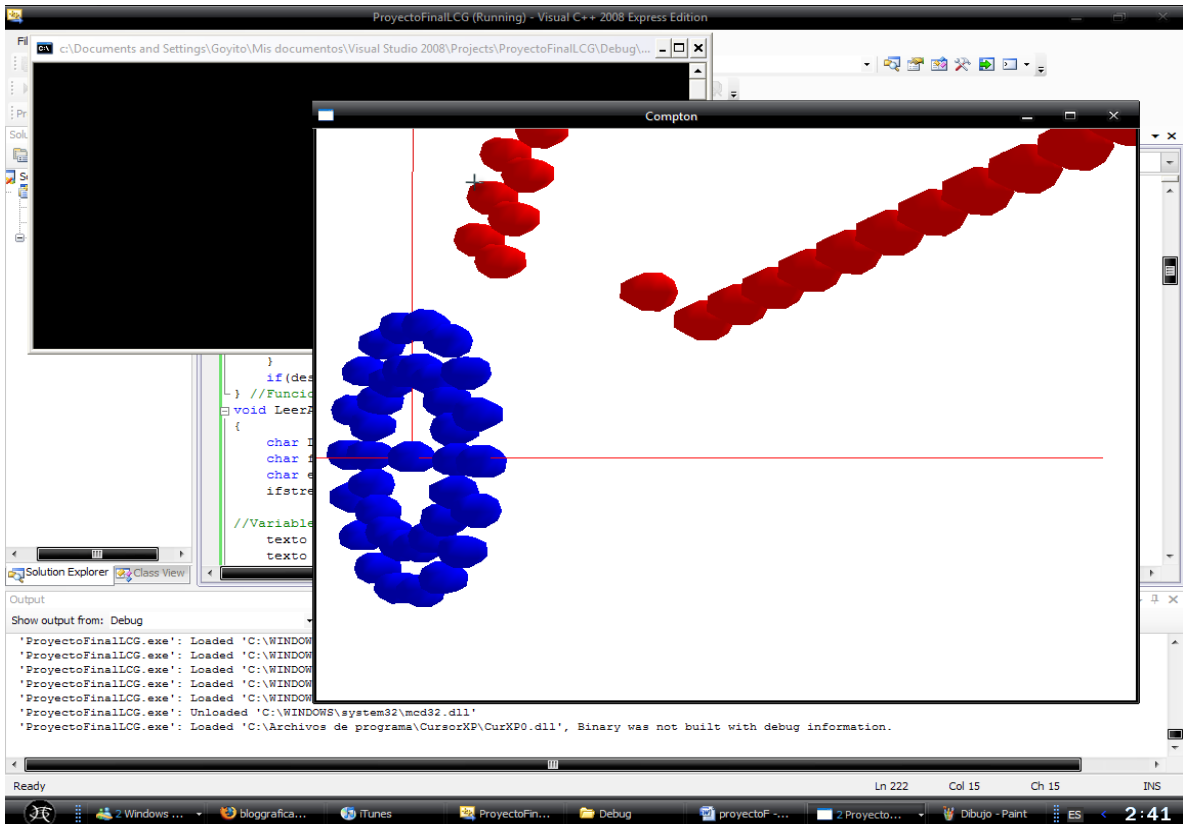 ProyectoFinalLCG (Running) - Visual C++ 2008 Express Edition
Fil
c:\Documents and Settings\Goyito\Mis documentos\Visual Studio 2008\Projects\ProyectoFinalLCG\Debug\...
Pr
Compton
Solu
S
}
if(des
} //Funcio
void LeerA
{
char
char f
char e
ifstre
//Variable
texto
texto
Solution Explorer Class View
Output
Show output from: Debug
'ProyectoFinalLCG.exe': Loaded 'C:\WINDOW
'ProyectoFinalLCG.exe': Loaded 'C:\WINDOW
'ProyectoFinalLCG.exe': Loaded 'C:\WINDOW
'ProyectoFinalLCG.exe': Loaded 'C:\WINDOW
'ProyectoFinalLCG.exe': Loaded 'C:\WINDOW
'ProyectoFinalLCG.exe': Unloaded 'C:\WINDOWS\system32\mcd32.dll'
'ProyectoFinalLCG.exe': Loaded 'C:\Archivos de programa\CursorXP\CurXP0.dll', Binary was not built with debug information.
Ready Ln 222 Col 15 Ch 15 INS
2 Windows ... bloggrafica... iTunes ProyectoFin... Debug proyectoF -... 2 Proyecto... Dibujo - Paint ES 2:41